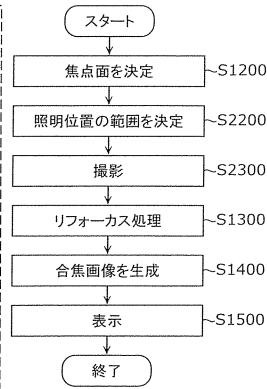 スタート
焦点面を決定 S1200
照明位置の範囲を決定 S2200
撮影 S2300
リフォーカス処理 S1300
合焦画像を生成 S1400
表示 S1500
終了